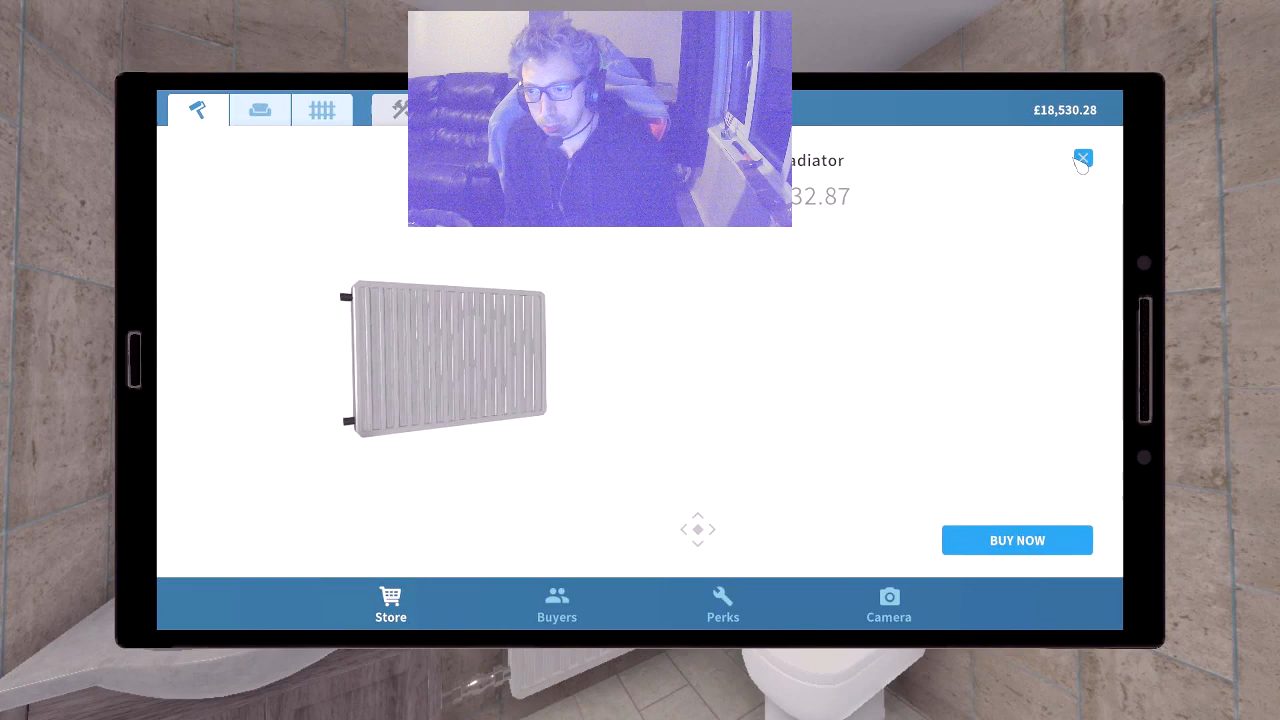 £18,530.28
adiator
32.87
BUY NOW
Store
Buyers
Perks
Camera